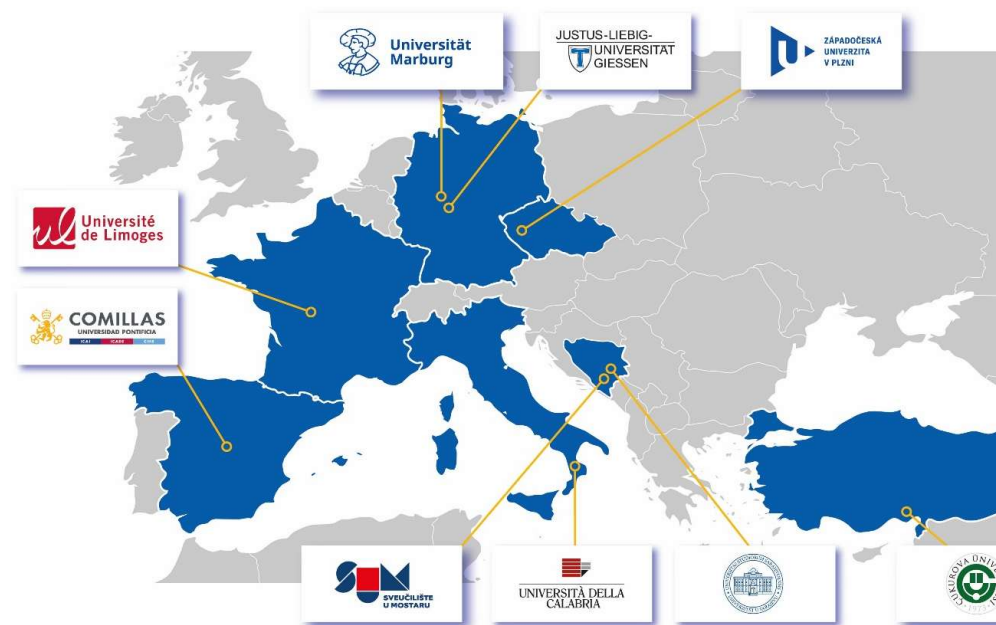 Universität
Marburg
JUSTUS-LIEBIG-
UNIVERSITÄT
GIESSEN
ZÁPADOČESKÁ
UNIVERZITA
V PLZNI
Université
de Limoges
COMILLAS
UNIVERSIDAD PONTIFICIA
ICAI ICADE CIHS
SUM
SVEUČILIŠTE
U MOSTARU
UNIVERSITÀ DELLA
CALABRIA